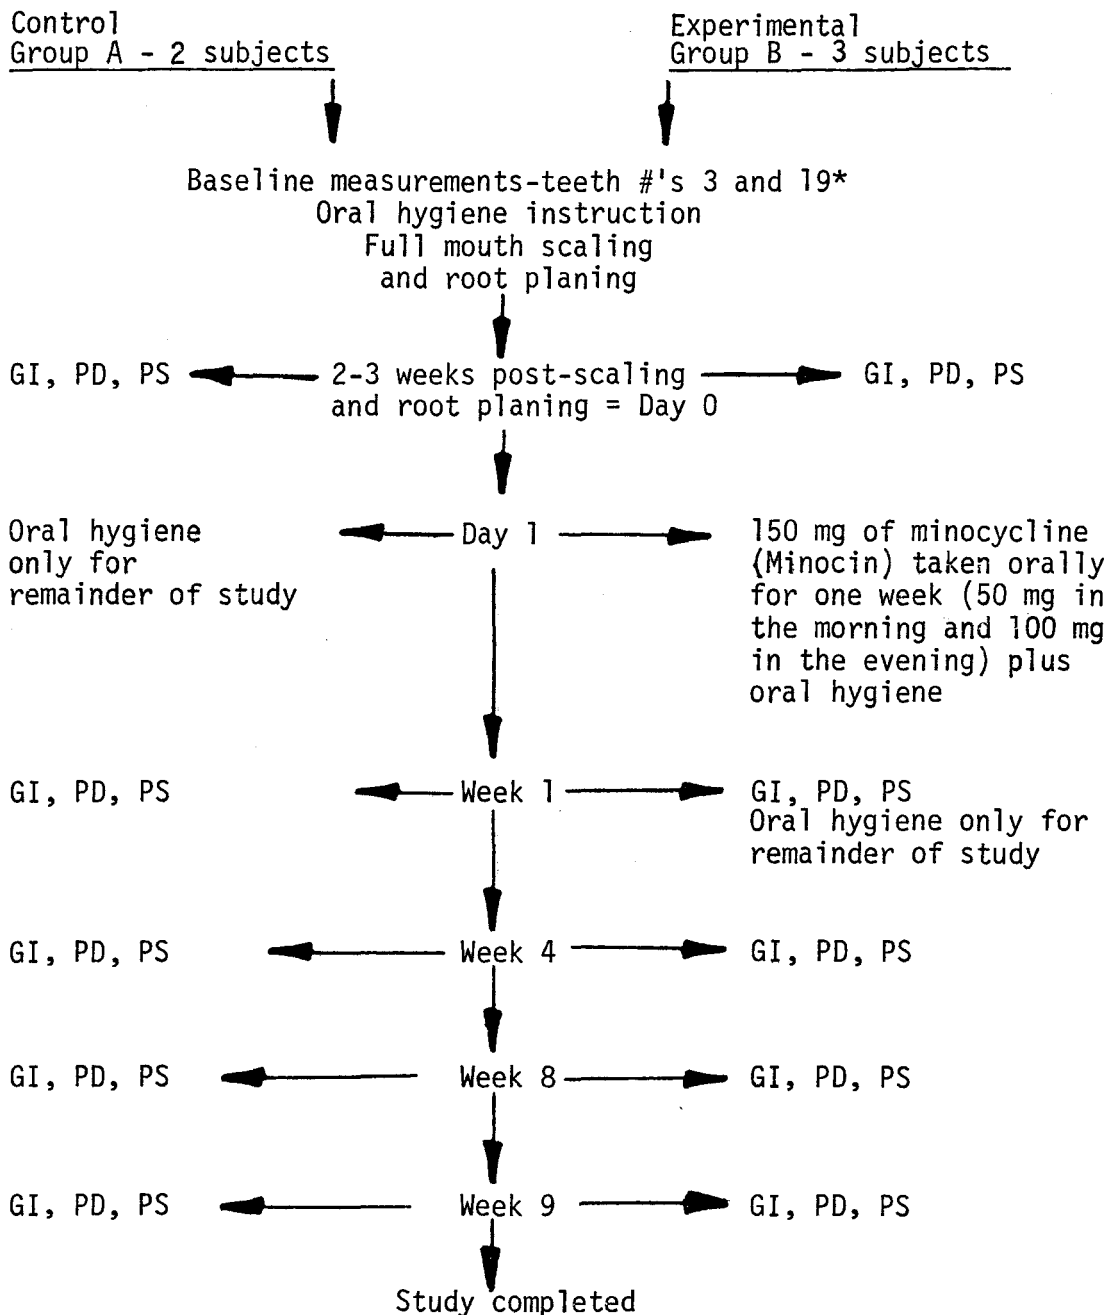 Control
Group A - 2 subjects
Experimental
Group B - 3 subjects
Baseline measurements-teeth #'s 3 and 19*
Oral hygiene instruction
Full mouth scaling
and root planing
GI, PD, PS
2-3 weeks post-scaling
and root planing = Day 0
GI, PD, PS
Oral hygiene
only for
remainder of study
Day 1
150 mg of minocycline
(Minocin) taken orally
for one week (50 mg in
the morning and 100 mg
in the evening) plus
oral hygiene
GI, PD, PS
Week 1
GI, PD, PS
Oral hygiene only for
remainder of study
GI, PD, PS
Week 4
GI, PD, PS
GI, PD, PS
Week 8
GI, PD, PS
GI, PD, PS
Week 9
GI, PD, PS
Study completed